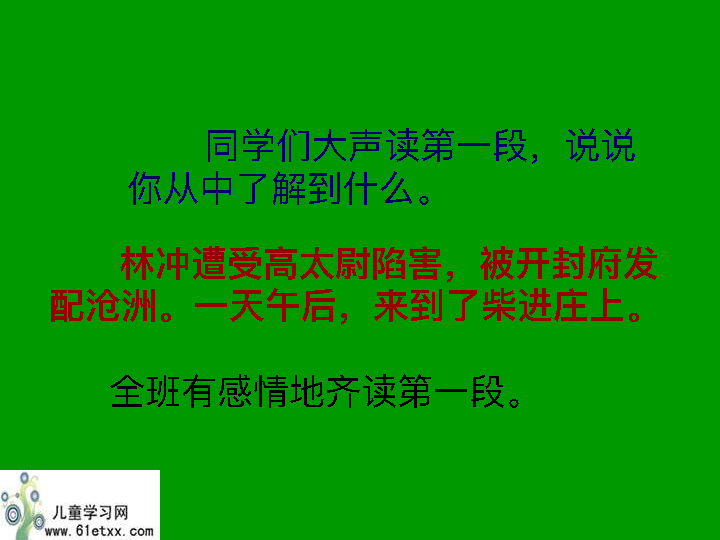 同学们大声读第一段，说说
你从中了解到什么。
林冲遭受高太尉陷害，被开封府发
配沧洲。一天午后，来到了柴进庄上。
全班有感情地齐读第一段。
儿童学习网
www.61etxx.com